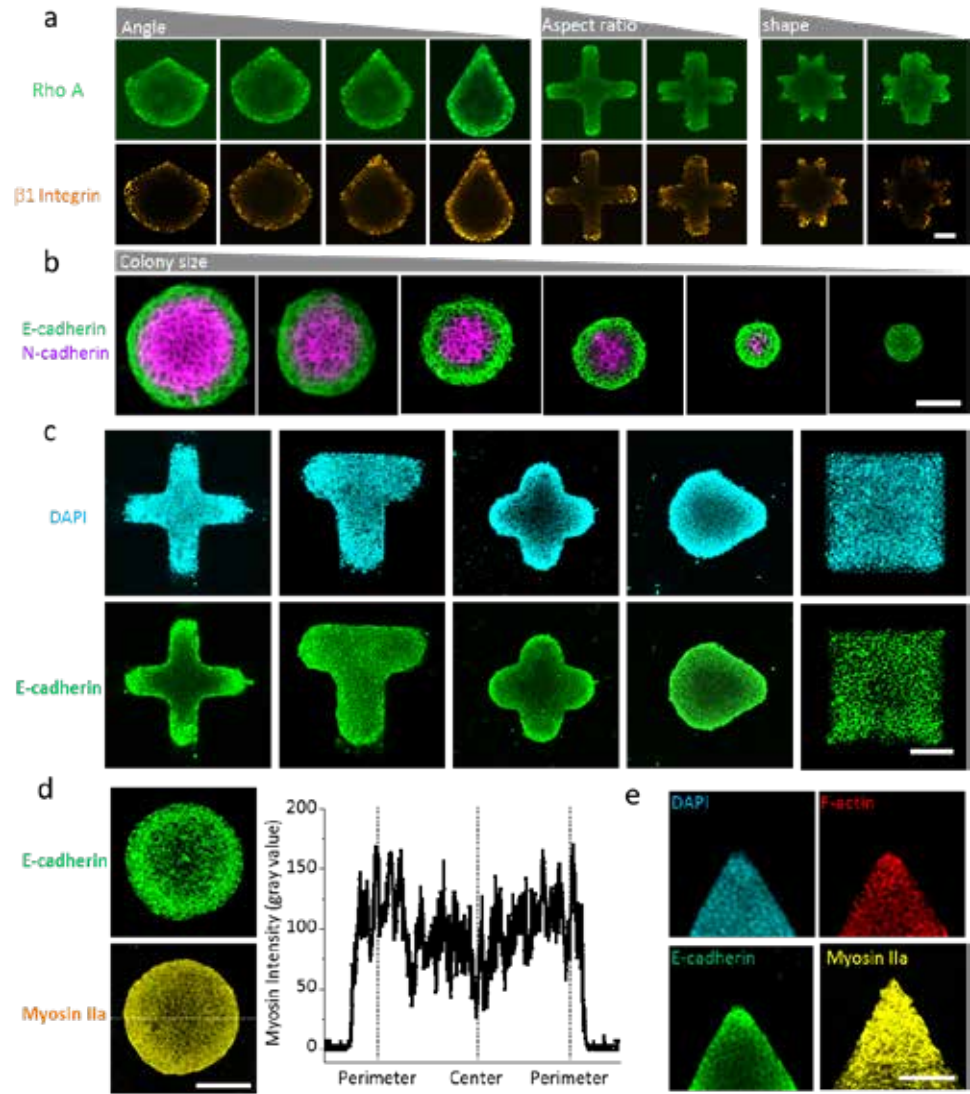 a
Angle
Aspect ratio
shape
Rho A
β1 Integrin
b
Colony size
E-cadherin
N-cadherin
c
DAPI
E-cadherin
d
E-cadherin
Myosin IIa
Myosin Intensity (gray value)
200
150
100
50
0
Perimeter
Center
Perimeter
e
DAPI
F-actin
E-cadherin
Myosin IIa